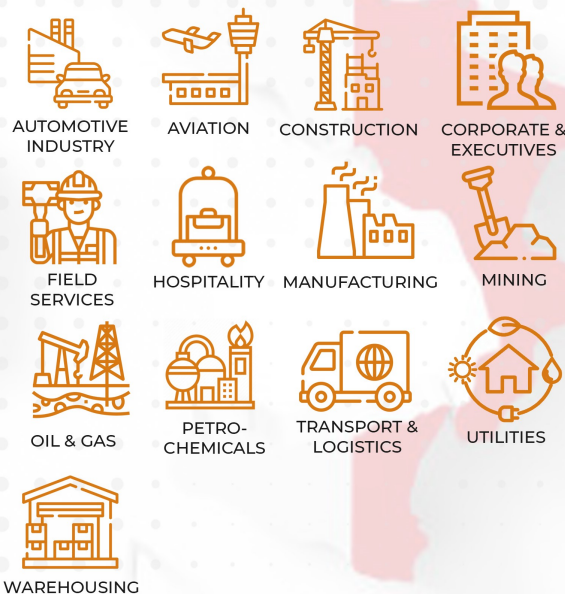 AUTOMOTIVE
INDUSTRY
AVIATION
CONSTRUCTION
CORPORATE &
EXECUTIVES
FIELD
SERVICES
HOSPITALITY
MANUFACTURING
MINING
OIL & GAS
PETRO-
CHEMICALS
TRANSPORT &
LOGISTICS
UTILITIES
WAREHOUSING